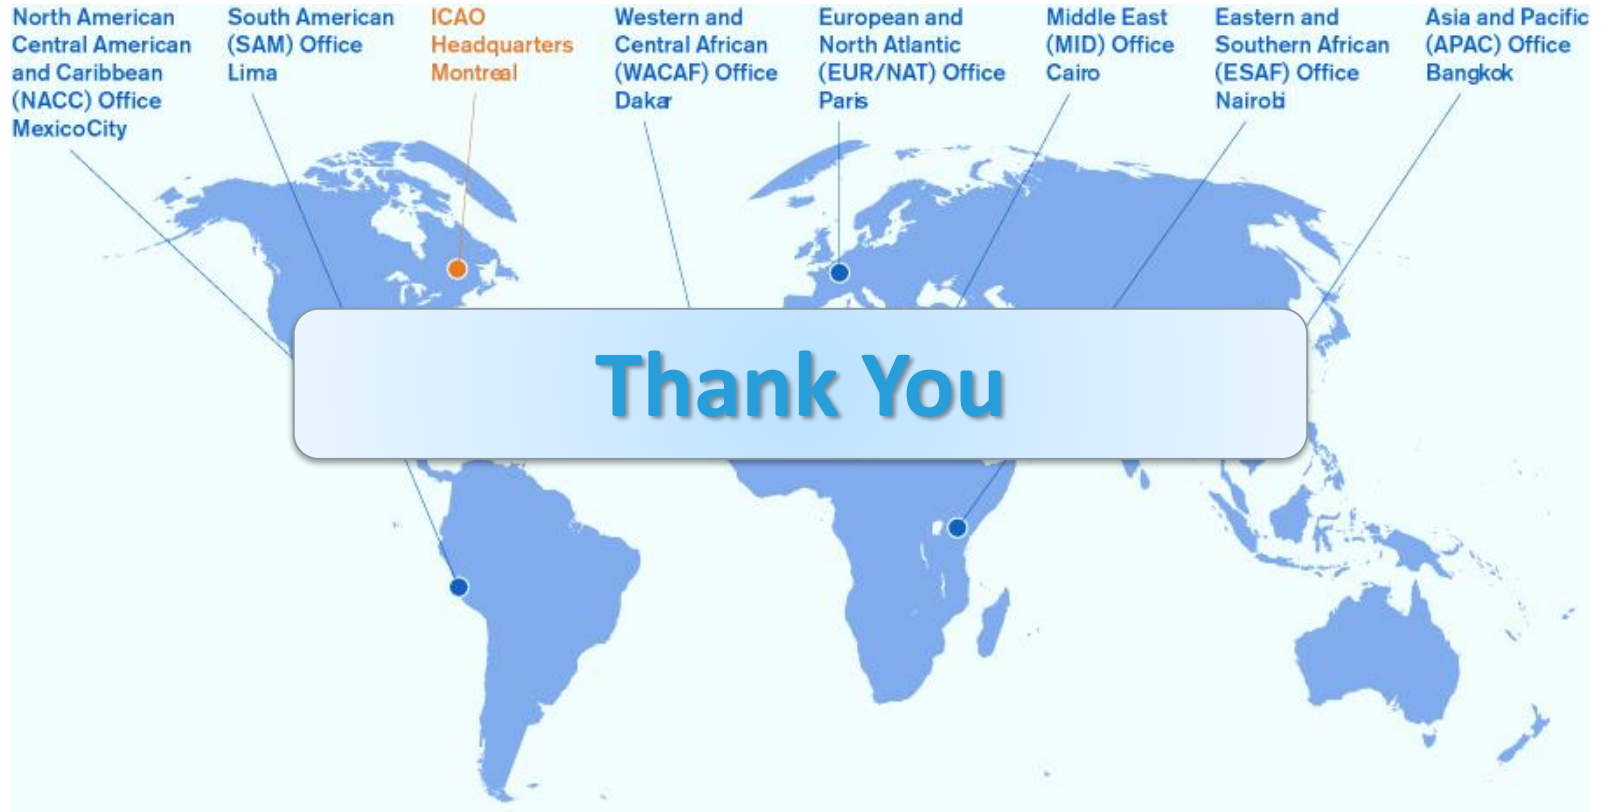 North American
Central American
and Caribbean
(NACC) Office
MexicoCity
South American
(SAM) Office
Lima
ICAO
Headquarters
Montreal
Western and
Central African
(WACAF) Office
Dakar
European and
North Atlantic
(EUR/NAT) Office
Paris
Middle East
(MID) Office
Cairo
Eastern and
Southern African
(ESAF) Office
Nairobi
Asia and Pacific
(APAC) Office
Bangkok
Thank You